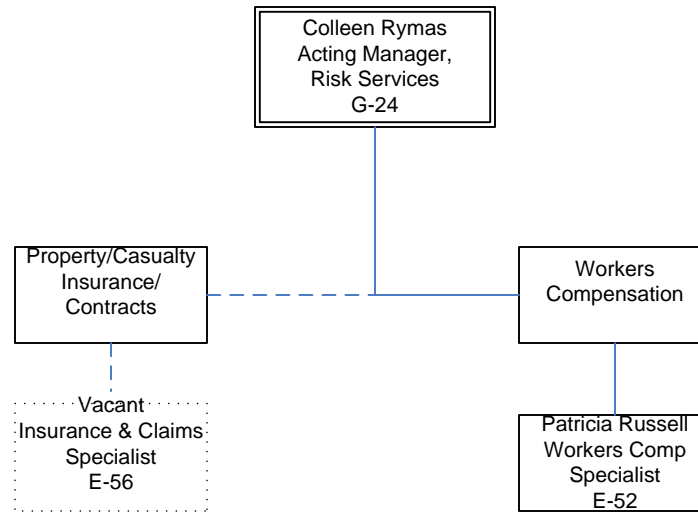 Colleen Rymas
Acting Manager,
Risk Services
G-24
Property/Casualty
Insurance/
Contracts
Workers
Compensation
Vacant
Insurance & Claims
Specialist
E-56
Patricia Russell
Workers Comp
Specialist
E-52